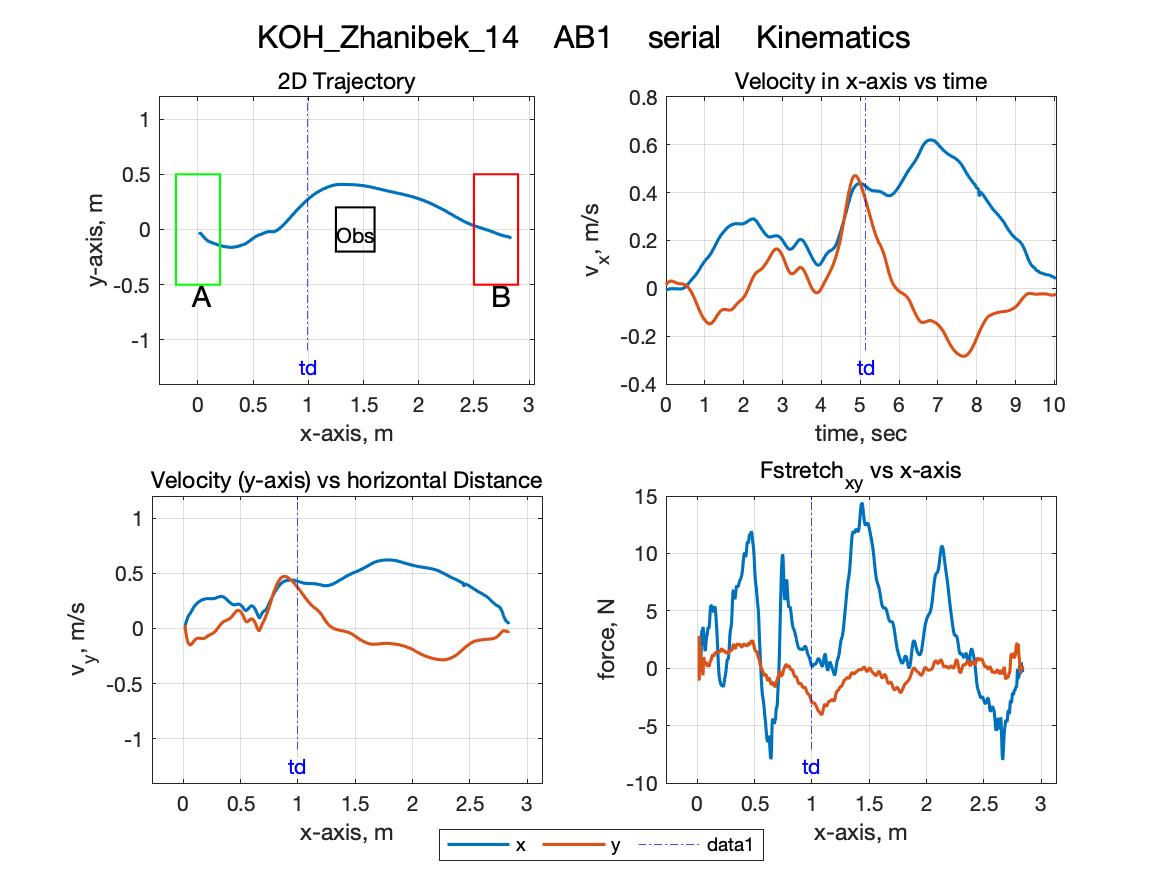 KOH_Zhanibek_14 AB1 serial Kinematics
2D Trajectory
1
0.5
0
-0.5
-1
y-axis, m
A
Obs
B
td
0 0.5 1 1.5 2 2.5 3
x-axis, m
Velocity in x-axis vs time
0.8
0.6
0.4
0.2
0
-0.2
-0.4
vx, m/s
td
0 1 2 3 4 5 6 7 8 9 10
time, sec
Velocity (y-axis) vs horizontal Distance
1
0.5
0
-0.5
-1
vy, m/s
td
0 0.5 1 1.5 2 2.5 3
x-axis, m
Fstretchxy vs x-axis
15
10
5
0
-5
-10
force, N
td
0 0.5 1 1.5 2 2.5 3
x-axis, m
x y data1